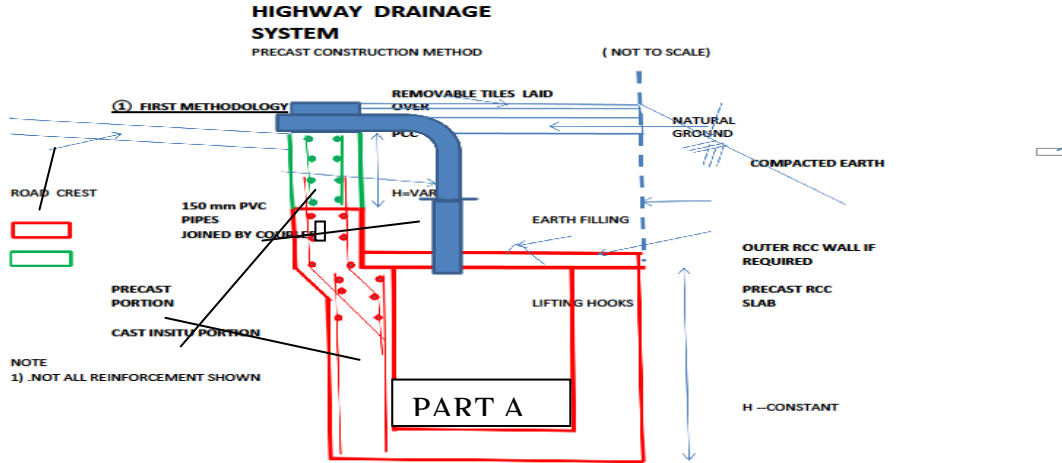 HIGHWAY DRAINAGE
SYSTEM
PRECAST CONSTRUCTION METHOD
( NOT TO SCALE)
① FIRST METHODOLOGY
REMOVABLE TILES LAID
OVER
PCC
NATURAL
GROUND
COMPACTED EARTH
ROAD CREST
H=VAR
150 mm PVC
PIPES
JOINED BY COUPLER
EARTH FILLING
OUTER RCC WALL IF
REQUIRED
PRECAST
PORTION
LIFTING HOOKS
PRECAST RCC
SLAB
CAST INSITU PORTION
NOTE
1) .NOT ALL REINFORCEMENT SHOWN
PART A
H --CONSTANT